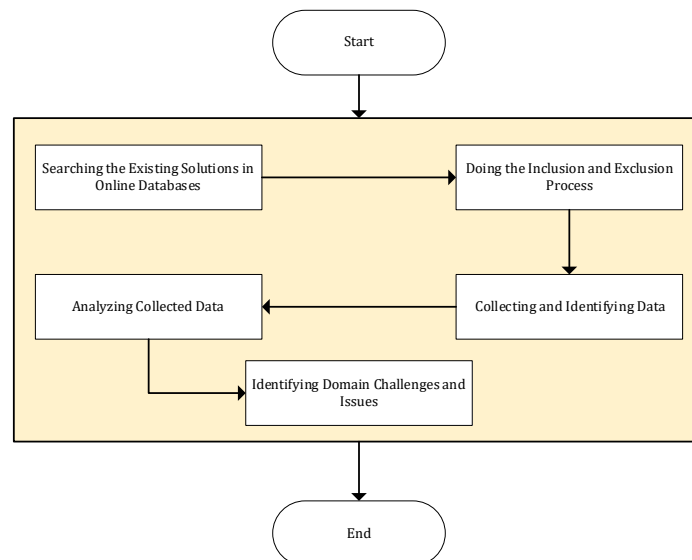 Start
Searching the Existing Solutions in
Online Databases
Doing the Inclusion and Exclusion
Process
Collecting and Identifying Data
Analyzing Collected Data
Identifying Domain Challenges and
Issues
End